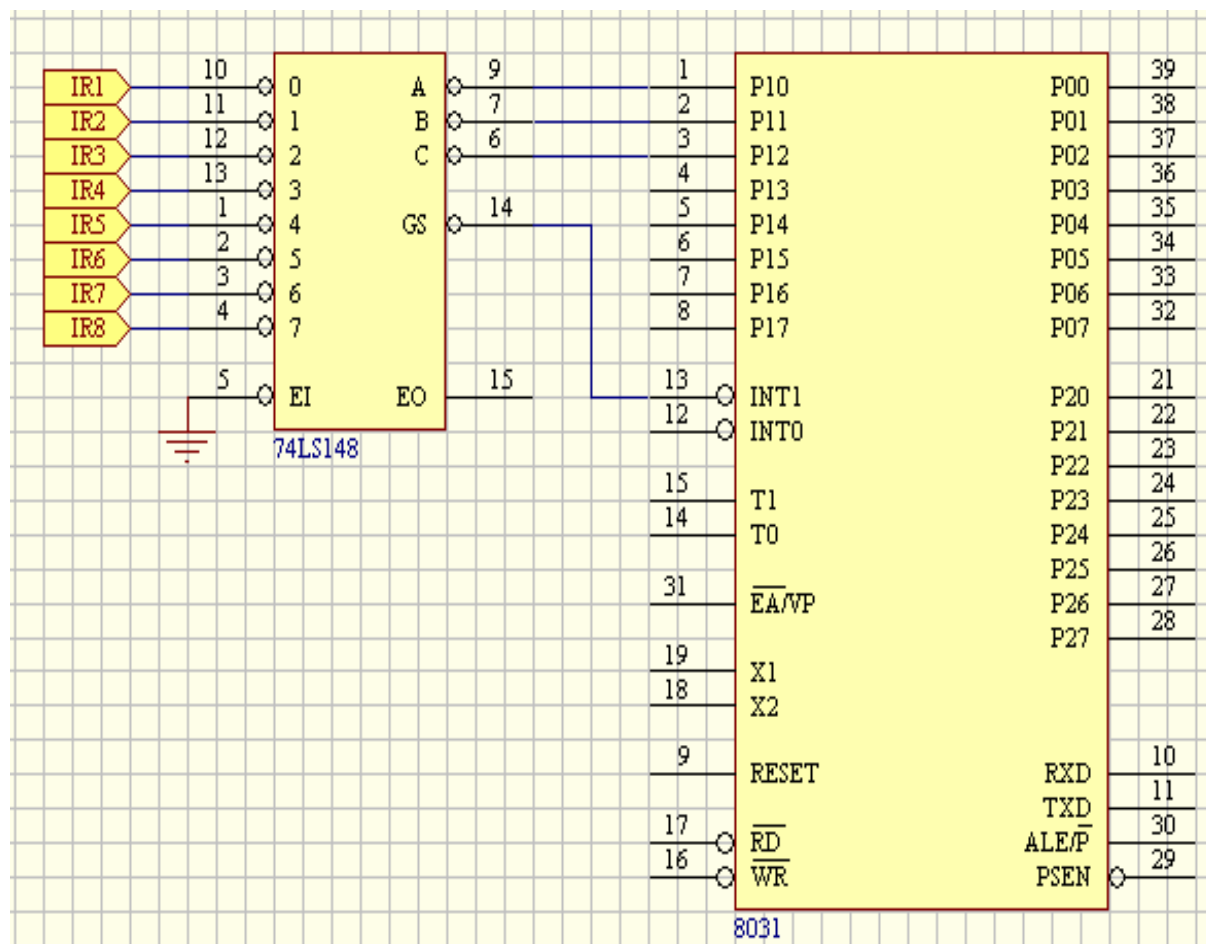 IR1
IR2
IR3
IR4
IR5
IR6
IR7
IR8
10
11
12
13
1
2
3
4
5
0
1
2
3
4
5
6
7
EI
A
B
C
GS
EO
9
7
6
14
15
74LS148
1
2
3
4
5
6
7
8
13
12
15
14
31
19
18
9
17
16
P10
P11
P12
P13
P14
P15
P16
P17
INT1
INT0
T1
T0
EA/VP
X1
X2
RESET
RD
WR
P00
P01
P02
P03
P04
P05
P06
P07
P20
P21
P22
P23
P24
P25
P26
P27
RXD
TXD
ALE/P
PSEN
39
38
37
36
35
34
33
32
21
22
23
24
25
26
27
28
10
11
30
29
8031